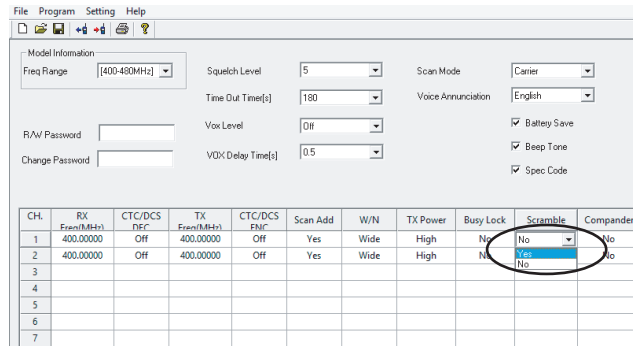 File Program Setting Help
Model Information
Freq Range [400-480MHz] Squelch Level 5 Scan Mode Carrier
Time Out Timer[s] 180 Voice Annunciation English
Vox Level Off Battery Save
R/W Password
VOX Delay Time[s] 0.5 Beep Tone
Change Password
Spec Code
CH. RX Freq(MHz) CTC/DCS DEC TX Freq(MHz) CTC/DCS ENC Scan Add W/N TX Power Busy Lock Scramble Compander
1 400.00000 Off 400.00000 Off Yes Wide High No No No
2 400.00000 Off 400.00000 Off Yes Wide High No Yes No
No
3
4
5
6
7